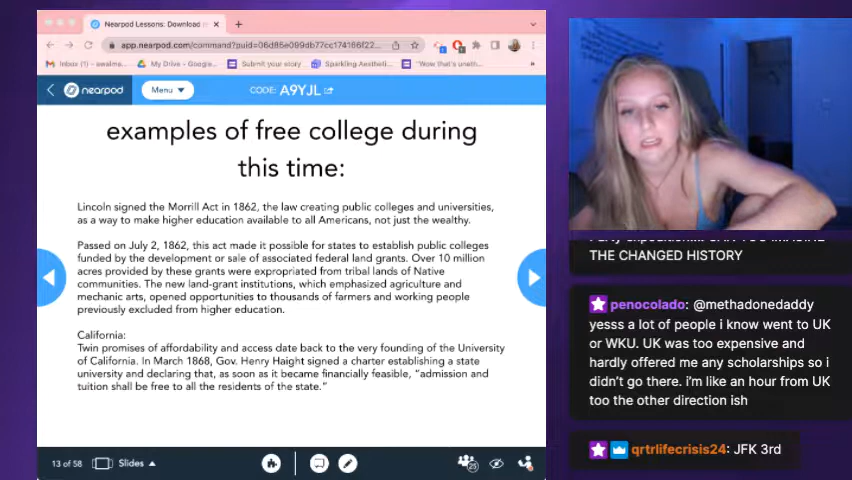 Nearpod Lessons: Download
app.nearpod.com/command?puid=06d85e099db77cc174166f22...
Inbox (1) - awalma...
My Drive - Google...
Submit your story
Sparkling Aesthetic...
"Wow that's uneth...
»
nearpod
Menu
CODE: A9YJL
examples of free college during
this time:
Lincoln signed the Morrill Act in 1862, the law creating public colleges and universities,
as a way to make higher education available to all Americans, not just the wealthy.
Passed on July 2, 1862, this act made it possible for states to establish public colleges
funded by the development or sale of associated federal land grants. Over 10 million
acres provided by these grants were expropriated from tribal lands of Native
communities. The new land-grant institutions, which emphasized agriculture and
mechanic arts, opened opportunities to thousands of farmers and working people
previously excluded from higher education.
California:
Twin promises of affordability and access date back to the very founding of the University
of California. In March 1868, Gov. Henry Haight signed a charter establishing a state
university and declaring that, as soon as it became financially feasible, "admission and
tuition shall be free to all the residents of the state."
13 of 58
Slides
25
THE CHANGED HISTORY
penocolado: @methadonedaddy
yesss a lot of people i know went to UK
or WKU. UK was too expensive and
hardly offered me any scholarships so i
didn't go there. i'm like an hour from UK
too the other direction ish
qrtrlifecrisis24: JFK 3rd